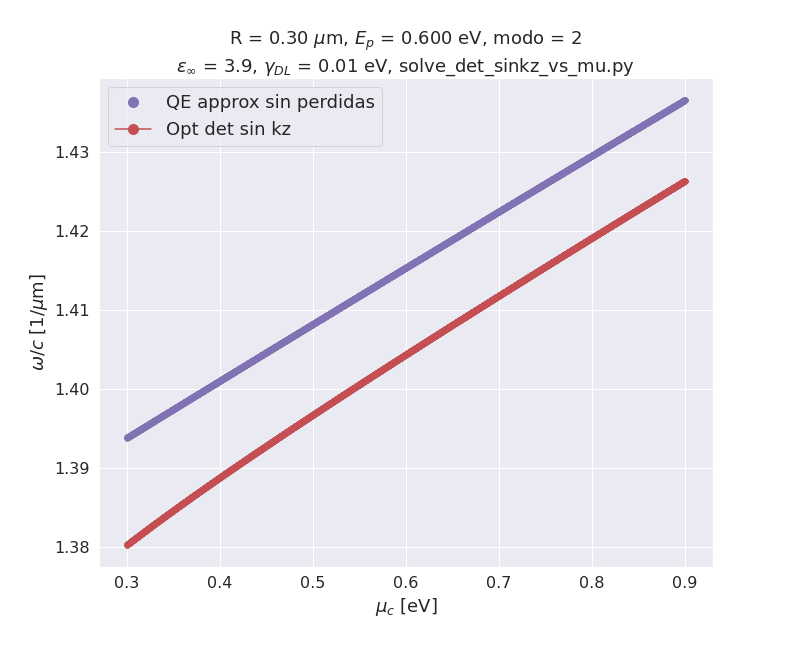 R = 0.30 μm, E_p = 0.600 eV, modo = 2
ε_∞ = 3.9, γ_DL = 0.01 eV, solve_det_sinkz_vs_mu.py
QE approx sin perdidas
Opt det sin kz
1.43
1.42
1.41
1.40
1.39
1.38
ω/c [1/μm]
0.3 0.4 0.5 0.6 0.7 0.8 0.9
μ_c [eV]